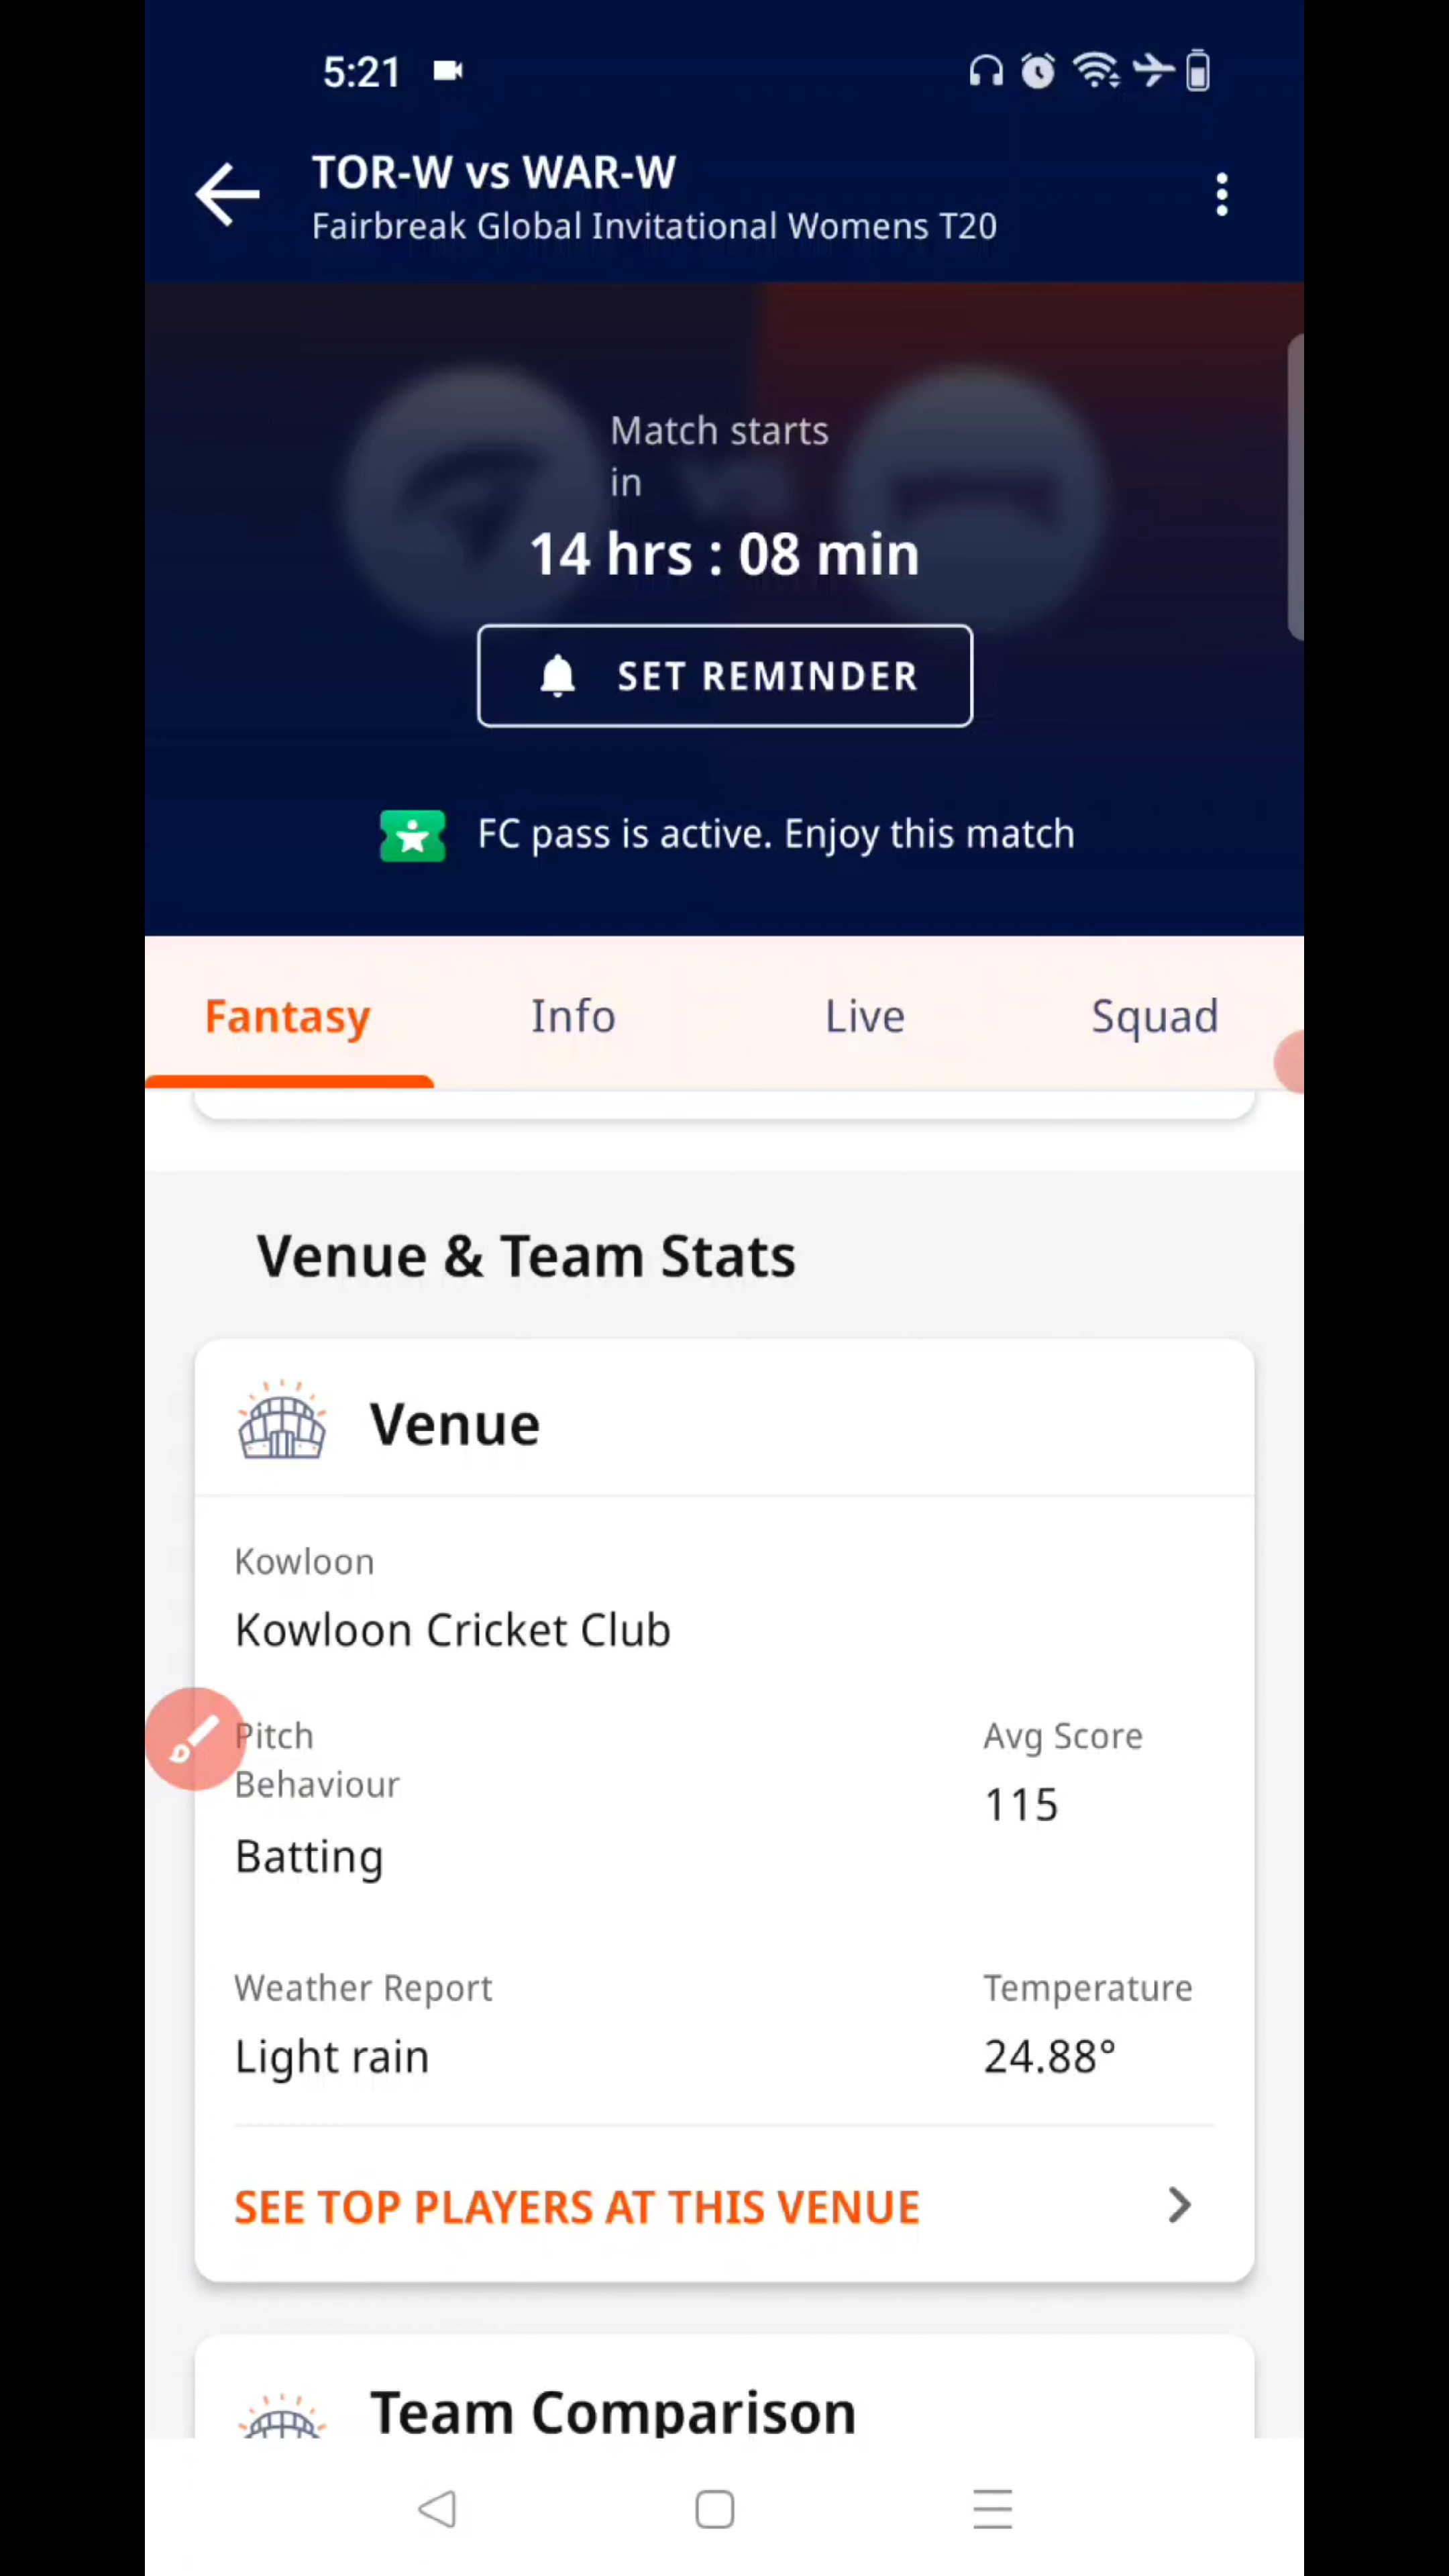 5:21
TOR-W vs WAR-W
Fairbreak Global Invitational Womens T20
Match starts
in
14 hrs : 08 min
SET REMINDER
FC pass is active. Enjoy this match
Fantasy Info Live Squad
Venue & Team Stats
Venue
Kowloon
Kowloon Cricket Club
Pitch
Behaviour
Batting
Avg Score
115
Weather Report
Light rain
Temperature
24.88°
SEE TOP PLAYERS AT THIS VENUE
Team Comparison